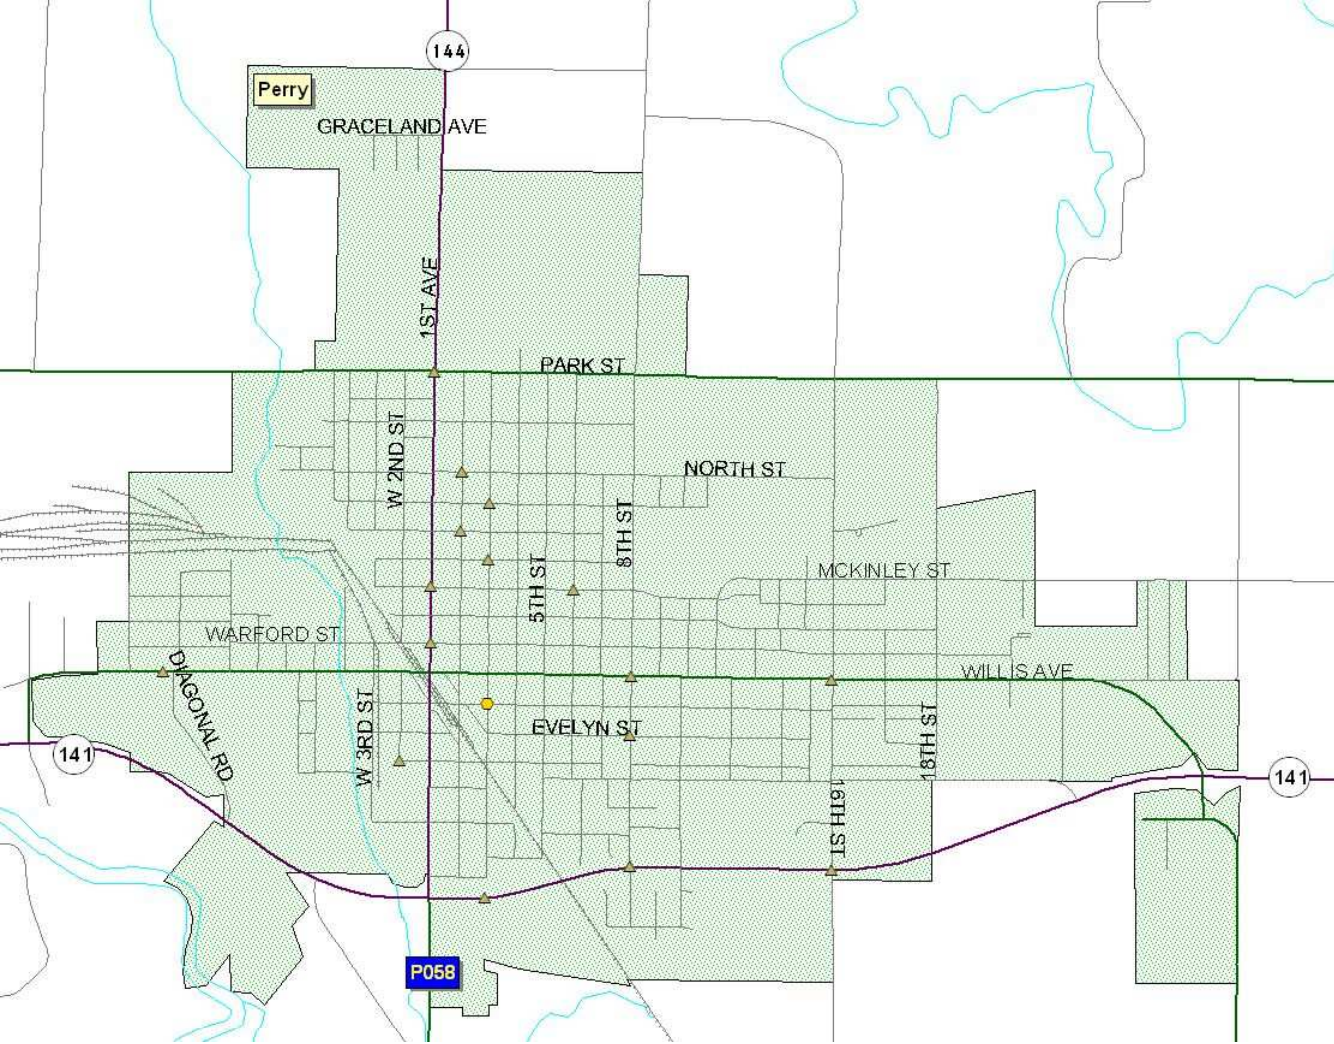 144
Perry
GRACELAND AVE
1ST AVE
PARK ST
W 2ND ST
NORTH ST
8TH ST
5TH ST
MCKINLEY ST
WARFORD ST
DIAGONAL RD
WILLIS AVE
W 3RD ST
EVELYN ST
18TH ST
141
141
16TH ST
P058